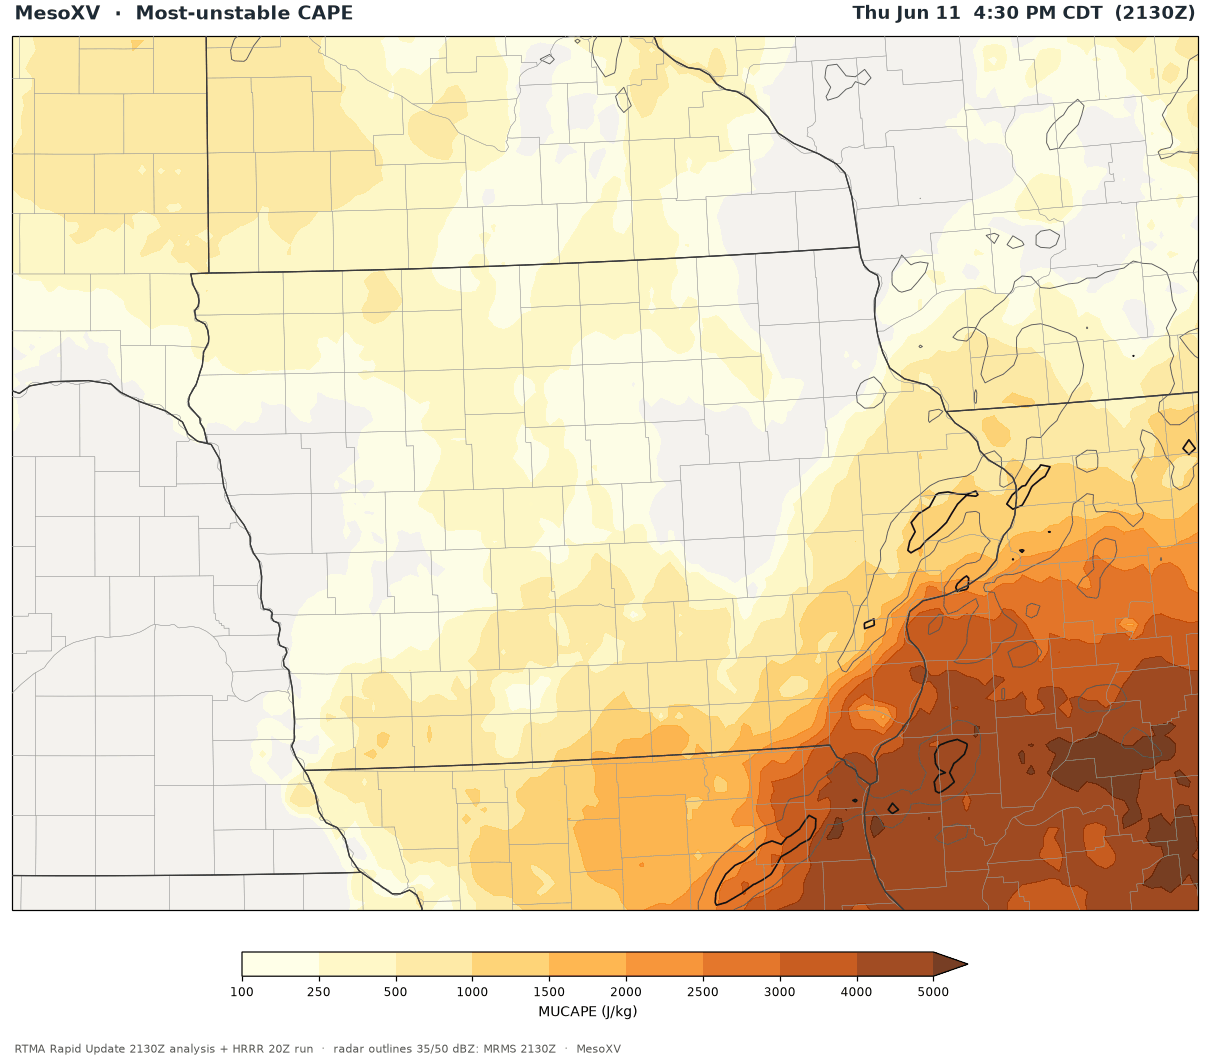 MesoXV · Most-unstable CAPE
Thu Jun 11 4:30 PM CDT (2130Z)
100 250 500 1000 1500 2000 2500 3000 4000 5000
MUCAPE (J/kg)
RTMA Rapid Update 2130Z analysis + HRRR 20Z run · radar outlines 35/50 dBZ: MRMS 2130Z · MesoXV